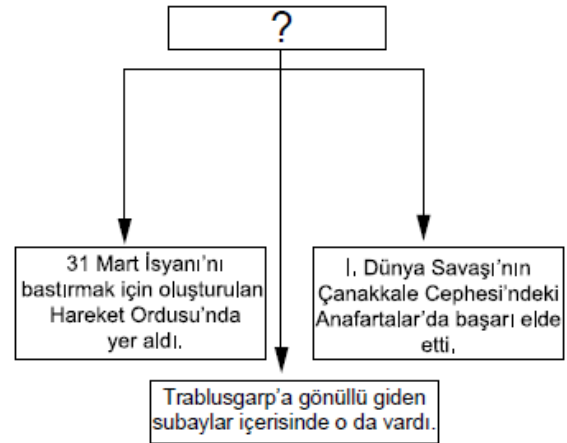 ?
31 Mart İsyanı'nı
bastırmak için oluşturulan
Hareket Ordusu'nda
yer aldı.
I. Dünya Savaşı'nın
Çanakkale Cephesi'ndeki
Anafartalar'da başarı elde
etti.
Trablusgarp'a gönüllü giden
subaylar içerisinde o da vardı.